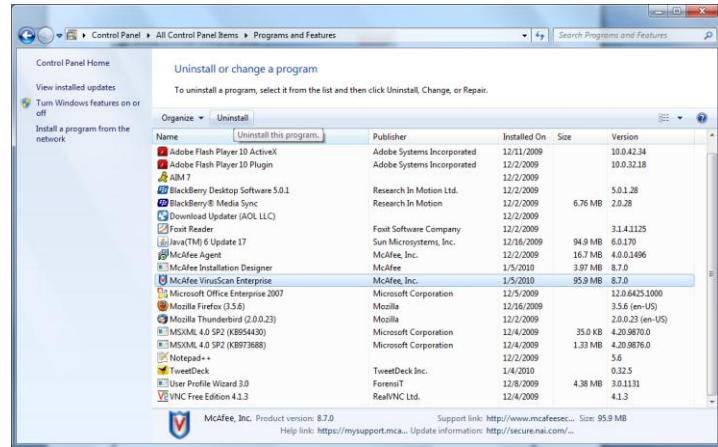 Control Panel ▸ All Control Panel Items ▸ Programs and Features
Search Programs and Features
Control Panel Home
View installed updates
Turn Windows features on or off
Install a program from the network
Uninstall or change a program
To uninstall a program, select it from the list and then click Uninstall, Change, or Repair.
Organize Uninstall
Uninstall this program.
Name Publisher Installed On Size Version
Adobe Flash Player 10 ActiveX Adobe Systems Incorporated 12/11/2009 10.0.42.34
Adobe Flash Player 10 Plugin Adobe Systems Incorporated 12/2/2009 10.0.32.18
AIM 7 12/2/2009
BlackBerry Desktop Software 5.0.1 Research In Motion Ltd. 12/2/2009 5.0.1.28
BlackBerry® Media Sync Research In Motion 12/2/2009 6.76 MB 2.0.28
Download Updater (AOL LLC) 12/2/2009
Foxit Reader Foxit Software Company 12/2/2009 3.1.4.1125
Java(TM) 6 Update 17 Sun Microsystems, Inc. 12/16/2009 94.9 MB 6.0.170
McAfee Agent McAfee, Inc. 12/2/2009 16.7 MB 4.0.0.1496
McAfee Installation Designer McAfee 1/5/2010 3.97 MB 8.7.0
McAfee VirusScan Enterprise McAfee, Inc. 1/5/2010 95.9 MB 8.7.0
Microsoft Office Enterprise 2007 Microsoft Corporation 12/5/2009 12.0.6425.1000
Mozilla Firefox (3.5.6) Mozilla 12/16/2009 3.5.6 (en-US)
Mozilla Thunderbird (2.0.0.23) Mozilla 12/2/2009 2.0.0.23 (en-US)
MSXML 4.0 SP2 (KB954430) Microsoft Corporation 12/4/2009 35.0 KB 4.20.9870.0
MSXML 4.0 SP2 (KB973688) Microsoft Corporation 12/4/2009 1.33 MB 4.20.9876.0
Notepad++ 12/2/2009 5.6
TweetDeck TweetDeck Inc. 1/4/2010 0.32.5
User Profile Wizard 3.0 ForensiT 12/8/2009 4.38 MB 3.0.1131
VNC Free Edition 4.1.3 RealVNC Ltd. 12/4/2009 4.1.3
McAfee, Inc. Product version: 8.7.0 Support link: http://www.mcafeesec... Size: 95.9 MB
Help link: https://mysupport.mca... Update information: http://secure.nai.com/...